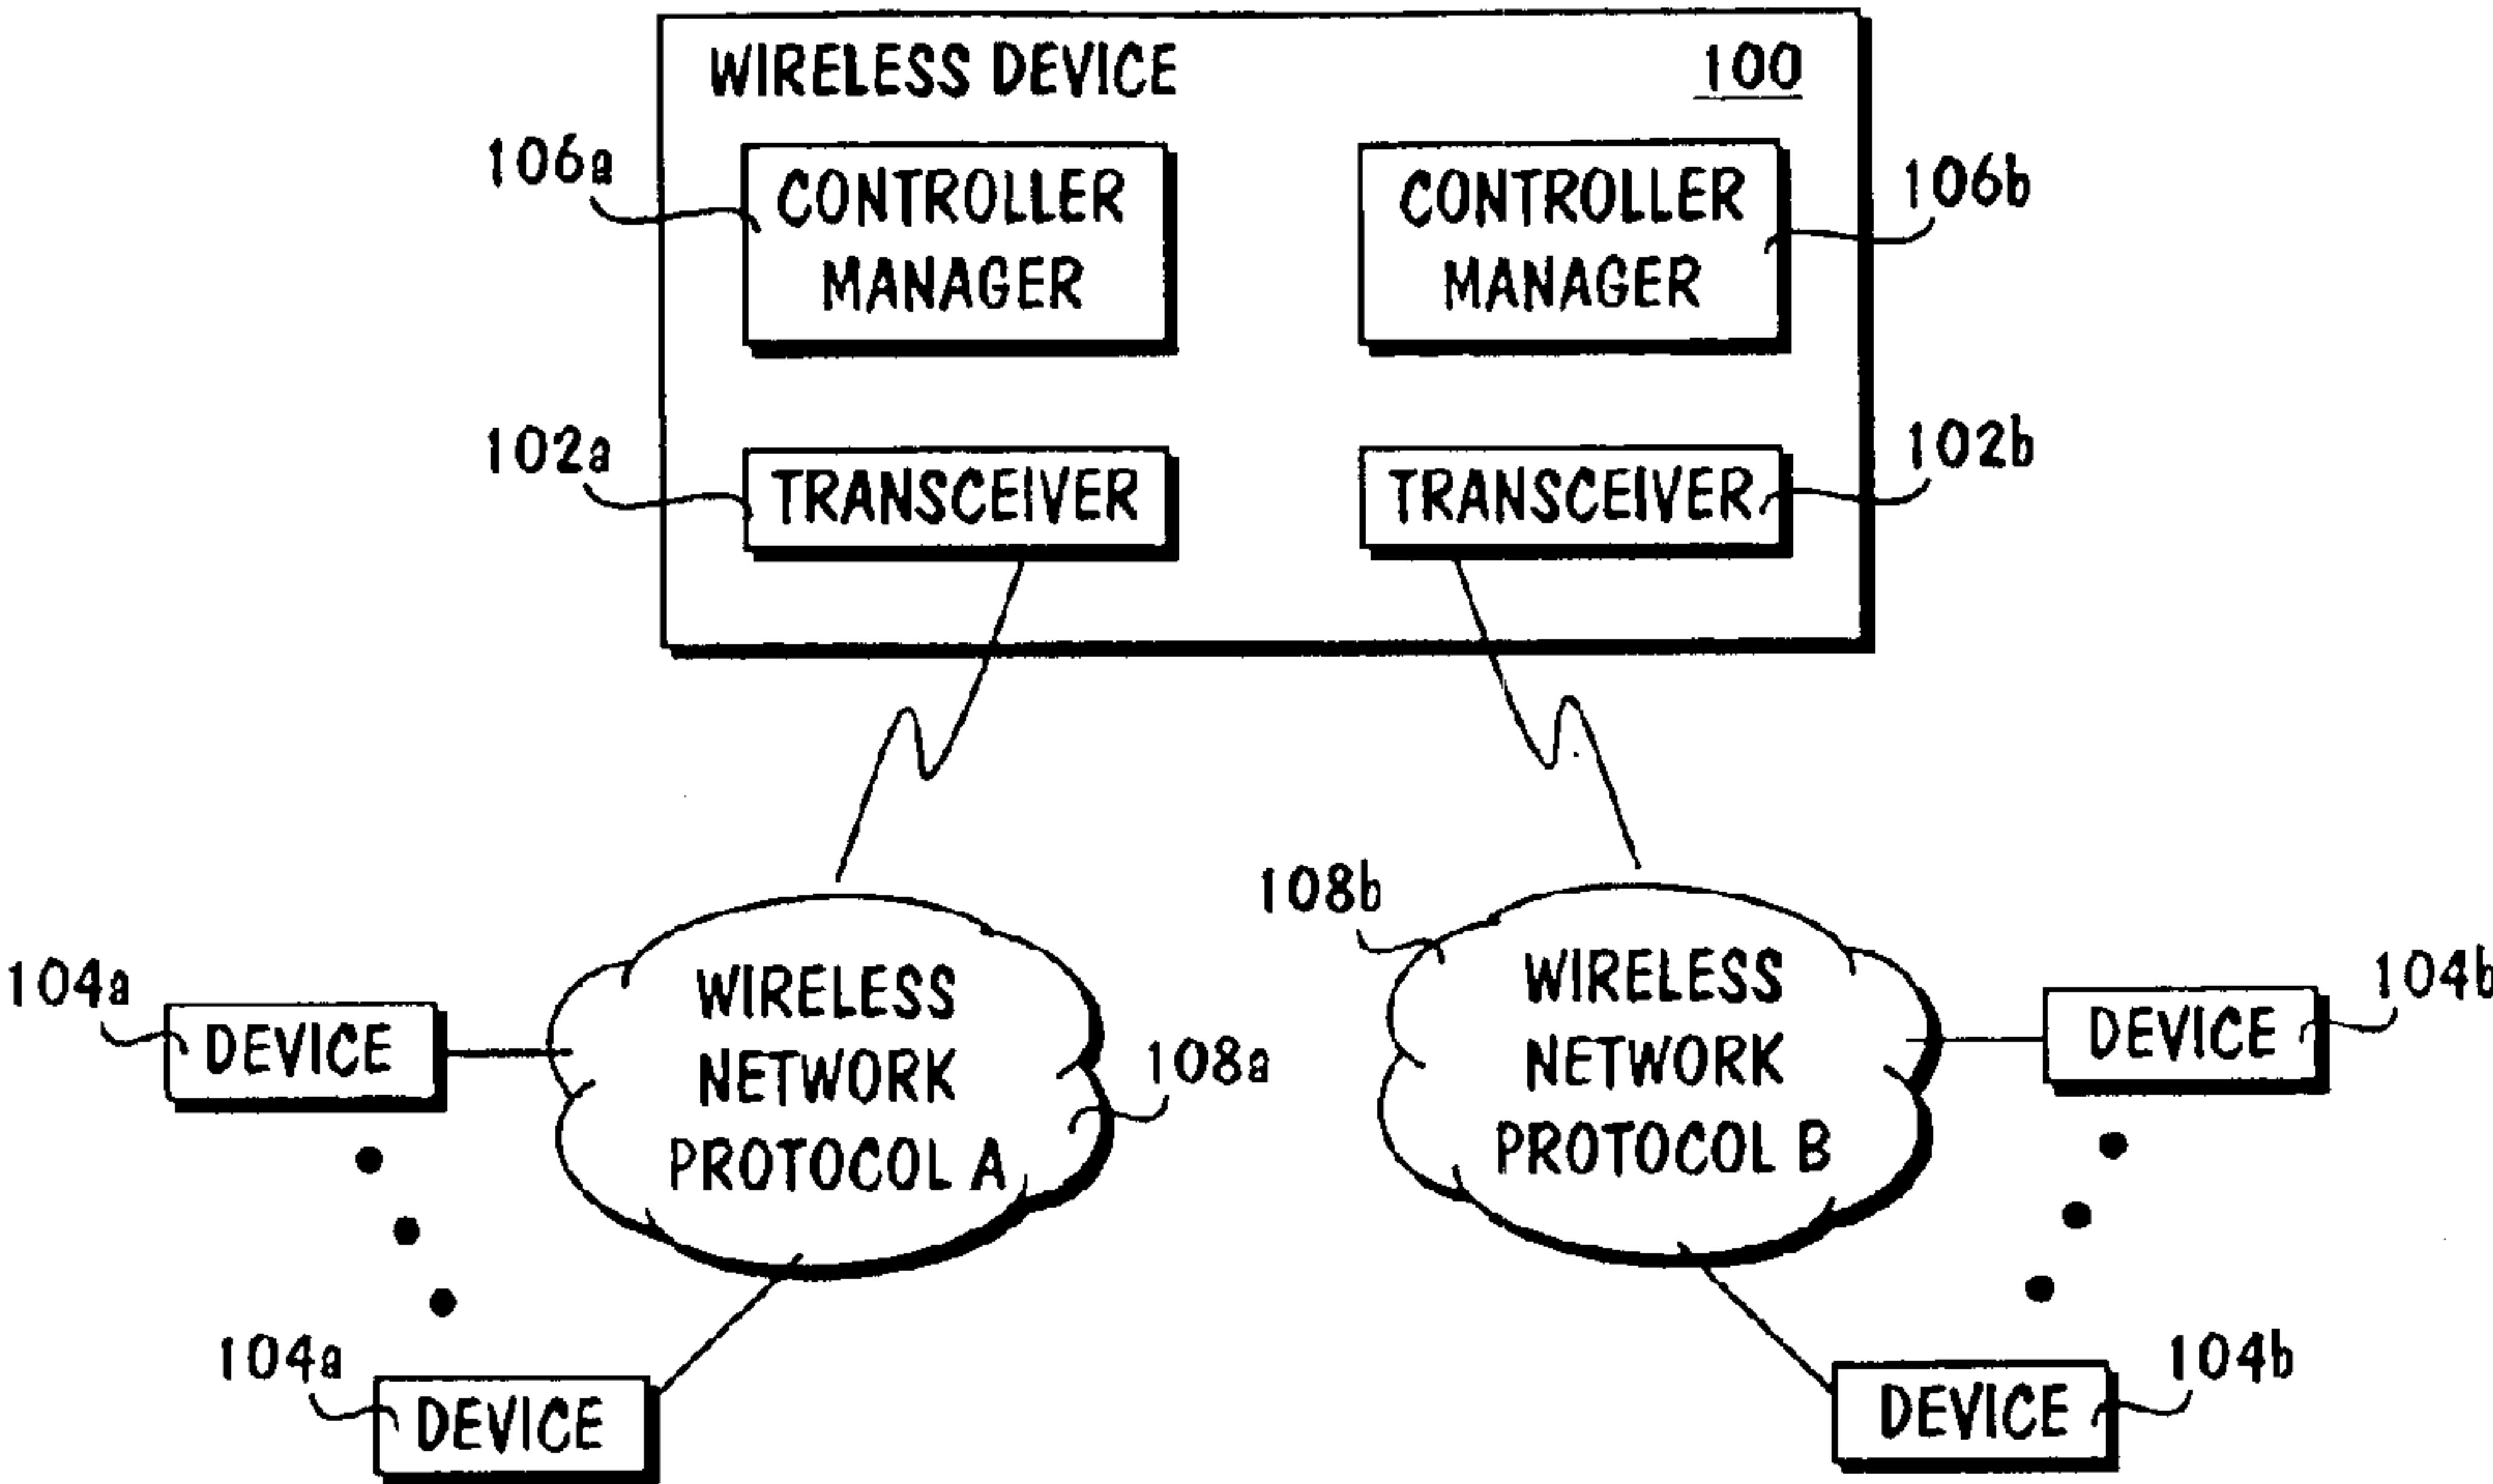 WIRELESS DEVICE
100
106a
CONTROLLER
MANAGER
CONTROLLER
MANAGER
106b
102a
TRANSCEIVER
TRANSCEIVER
102b
108b
104a
DEVICE
WIRELESS
NETWORK
PROTOCOL A
108a
WIRELESS
NETWORK
PROTOCOL B
104b
DEVICE
104a
DEVICE
104b
DEVICE